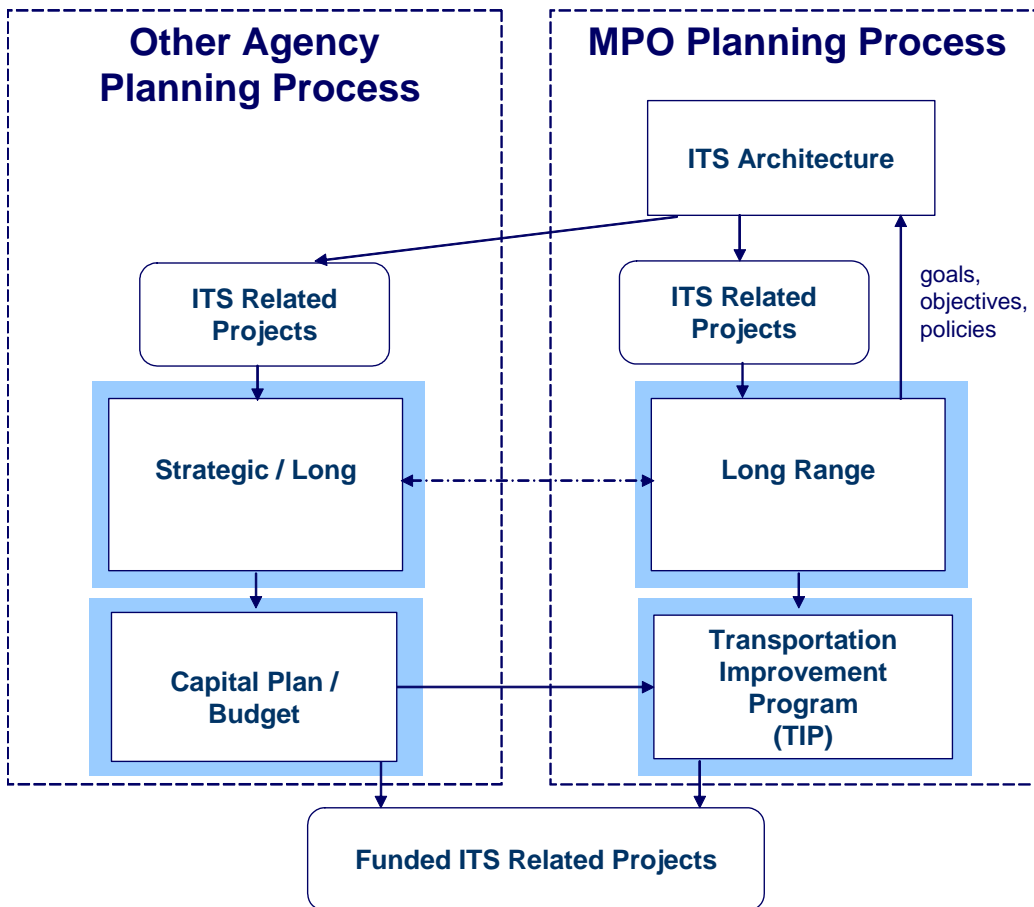 Other Agency
Planning Process
MPO Planning Process
ITS Architecture
ITS Related
Projects
ITS Related
Projects
goals,
objectives,
policies
Strategic / Long
Long Range
Capital Plan /
Budget
Transportation
Improvement
Program
(TIP)
Funded ITS Related Projects